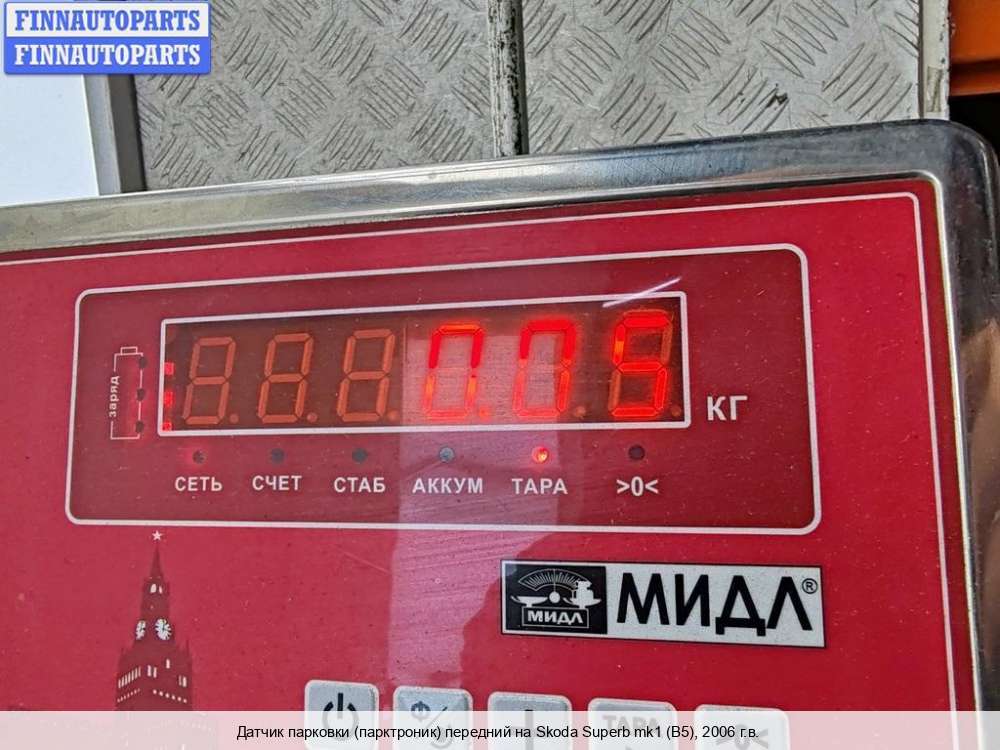 FINNAUTOPARTS
FINNAUTOPARTS
заряд
КГ
СЕТЬ СЧЕТ СТАБ АККУМ ТАРА >0<
МИДЛ МИДЛ®
ТАРА
>0<
Датчик парковки (парктроник) передний на Skoda Superb mk1 (B5), 2006 г.в.